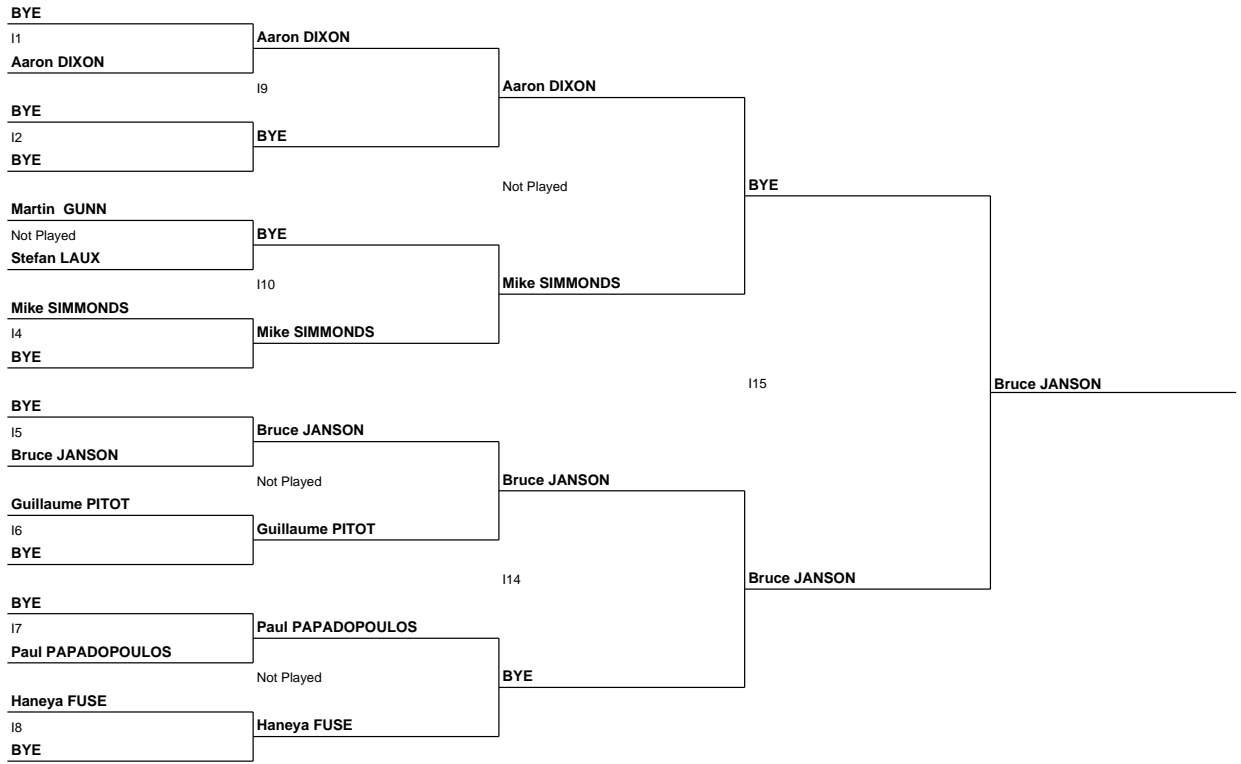 BYE
I1
Aaron DIXON
BYE
I2
BYE
Martin  GUNN
Not Played
Stefan LAUX
Mike SIMMONDS
I4
BYE
BYE
I5
Bruce JANSON
Guillaume PITOT
I6
BYE
BYE
I7
Paul PAPADOPOULOS
Haneya FUSE
I8
BYE
Aaron DIXON
I9
BYE
BYE
I10
Mike SIMMONDS
Bruce JANSON
Not Played
Guillaume PITOT
Paul PAPADOPOULOS
Not Played
Haneya FUSE
Aaron DIXON
Not Played
Mike SIMMONDS
Bruce JANSON
I14
BYE
BYE
I15
Bruce JANSON
Bruce JANSON